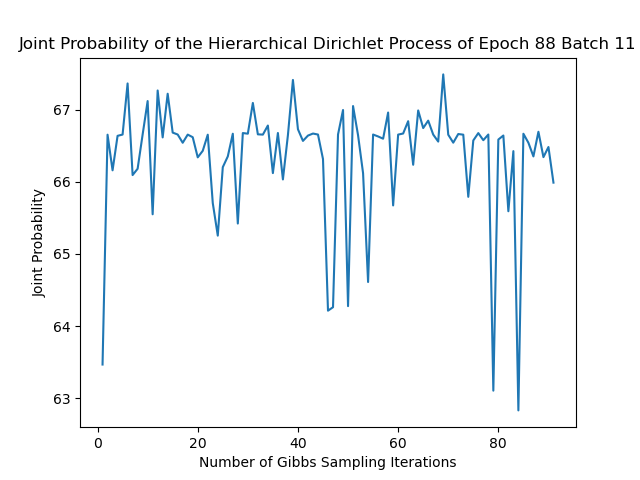 Joint Probability of the Hierarchical Dirichlet Process of Epoch 88 Batch 11
67
66
65
64
63
Joint Probability
0 20 40 60 80
Number of Gibbs Sampling Iterations